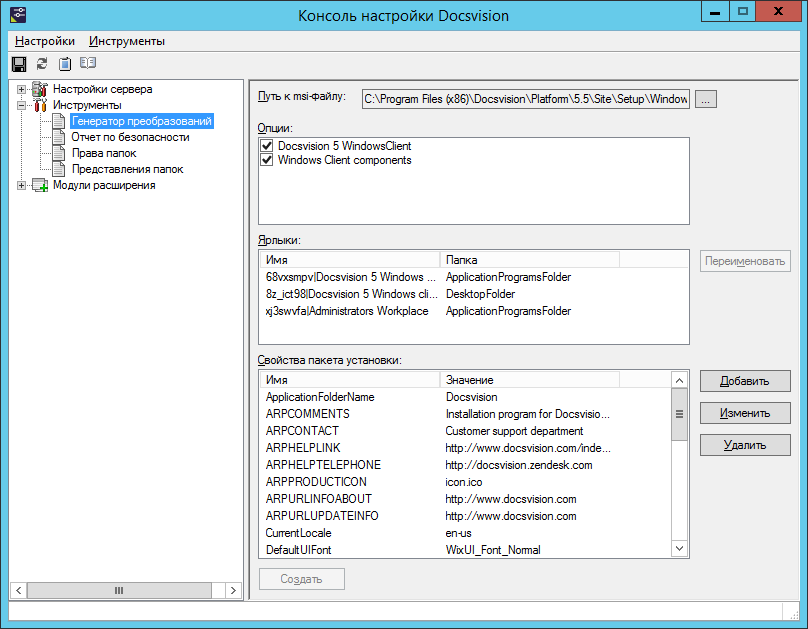 Консоль настройки Docsvision
Настройки Инструменты
Настройки сервера
Инструменты
Генератор преобразований
Отчет по безопасности
Права папок
Представления папок
Модули расширения
Путь к msi-файлу: C:\Program Files (x86)\Docsvision\Platform\5.5\Site\Setup\Window ...
Опции:
Docsvision 5 WindowsClient
Windows Client components
Ярлыки:
Имя Папка
68vxsmpv|Docsvision 5 Windows ... ApplicationProgramsFolder
8z_ict98|Docsvision 5 Windows cli... DesktopFolder
xj3swvfa|Administrators Workplace ApplicationProgramsFolder
Переименовать
Свойства пакета установки:
Имя Значение
ApplicationFolderName Docsvision
ARPCOMMENTS Installation program for Docsvisio...
ARPCONTACT Customer support department
ARPHELPLINK http://www.docsvision.com/inde...
ARPHELPTELEPHONE http://docsvision.zendesk.com
ARPPRODUCTICON icon.ico
ARPURLINFOABOUT http://www.docsvision.com
ARPURLUPDATEINFO http://www.docsvision.com
CurrentLocale en-us
DefaultUIFont WixUI_Font_Normal
Добавить
Изменить
Удалить
Создать